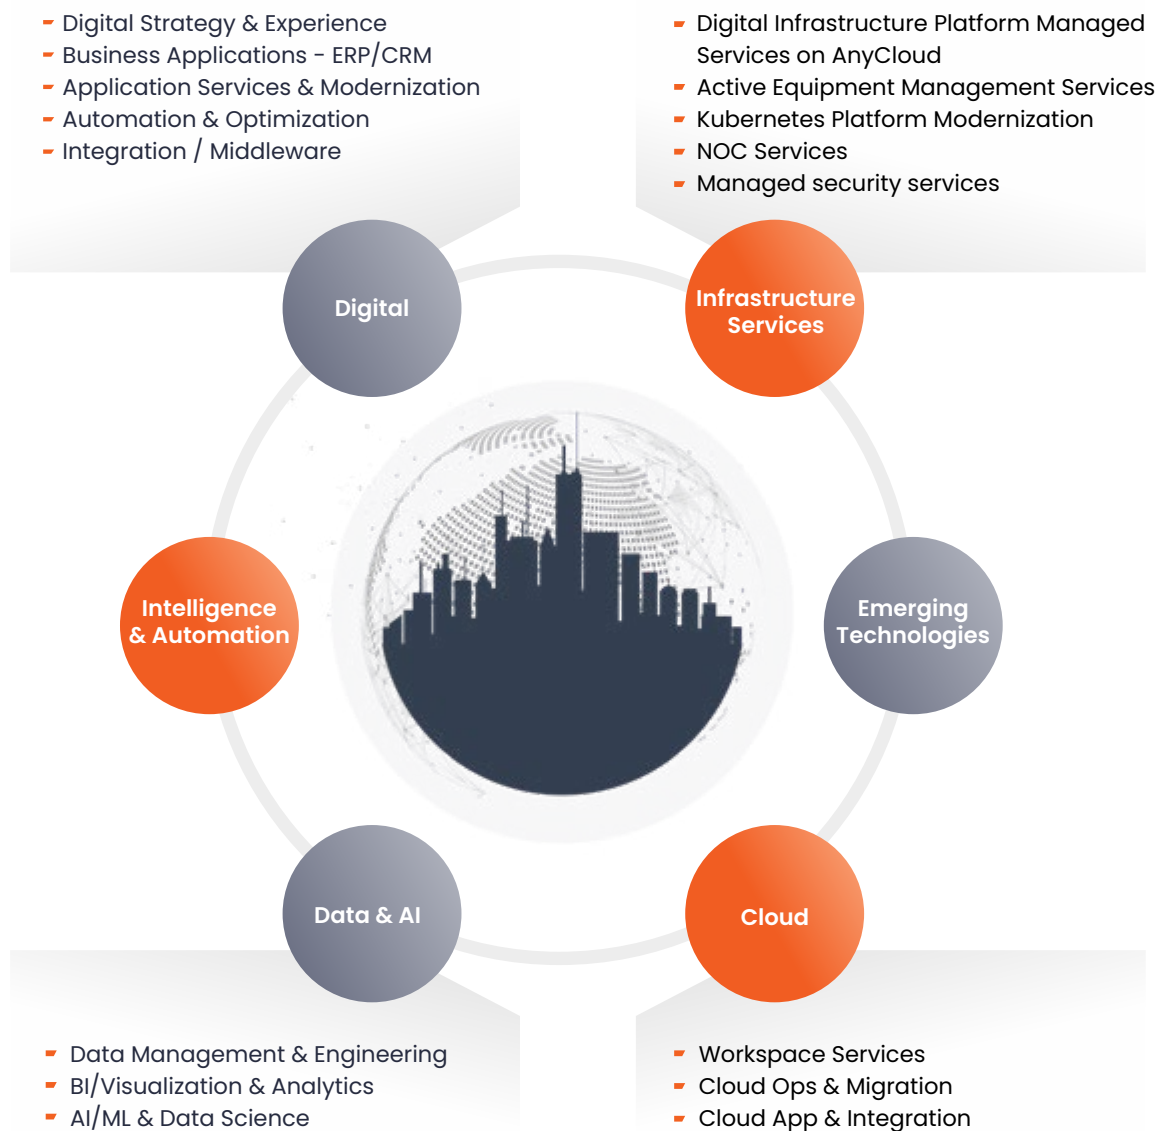 Digital Strategy & Experience
Business Applications - ERP/CRM
Application Services & Modernization
Automation & Optimization
Integration / Middleware
Digital Infrastructure Platform Managed
Services on AnyCloud
Active Equipment Management Services
Kubernetes Platform Modernization
NOC Services
Managed security services
Digital
Infrastructure
Services
Intelligence
& Automation
Emerging
Technologies
Data & AI
Cloud
Data Management & Engineering
BI/Visualization & Analytics
AI/ML & Data Science
Workspace Services
Cloud Ops & Migration
Cloud App & Integration